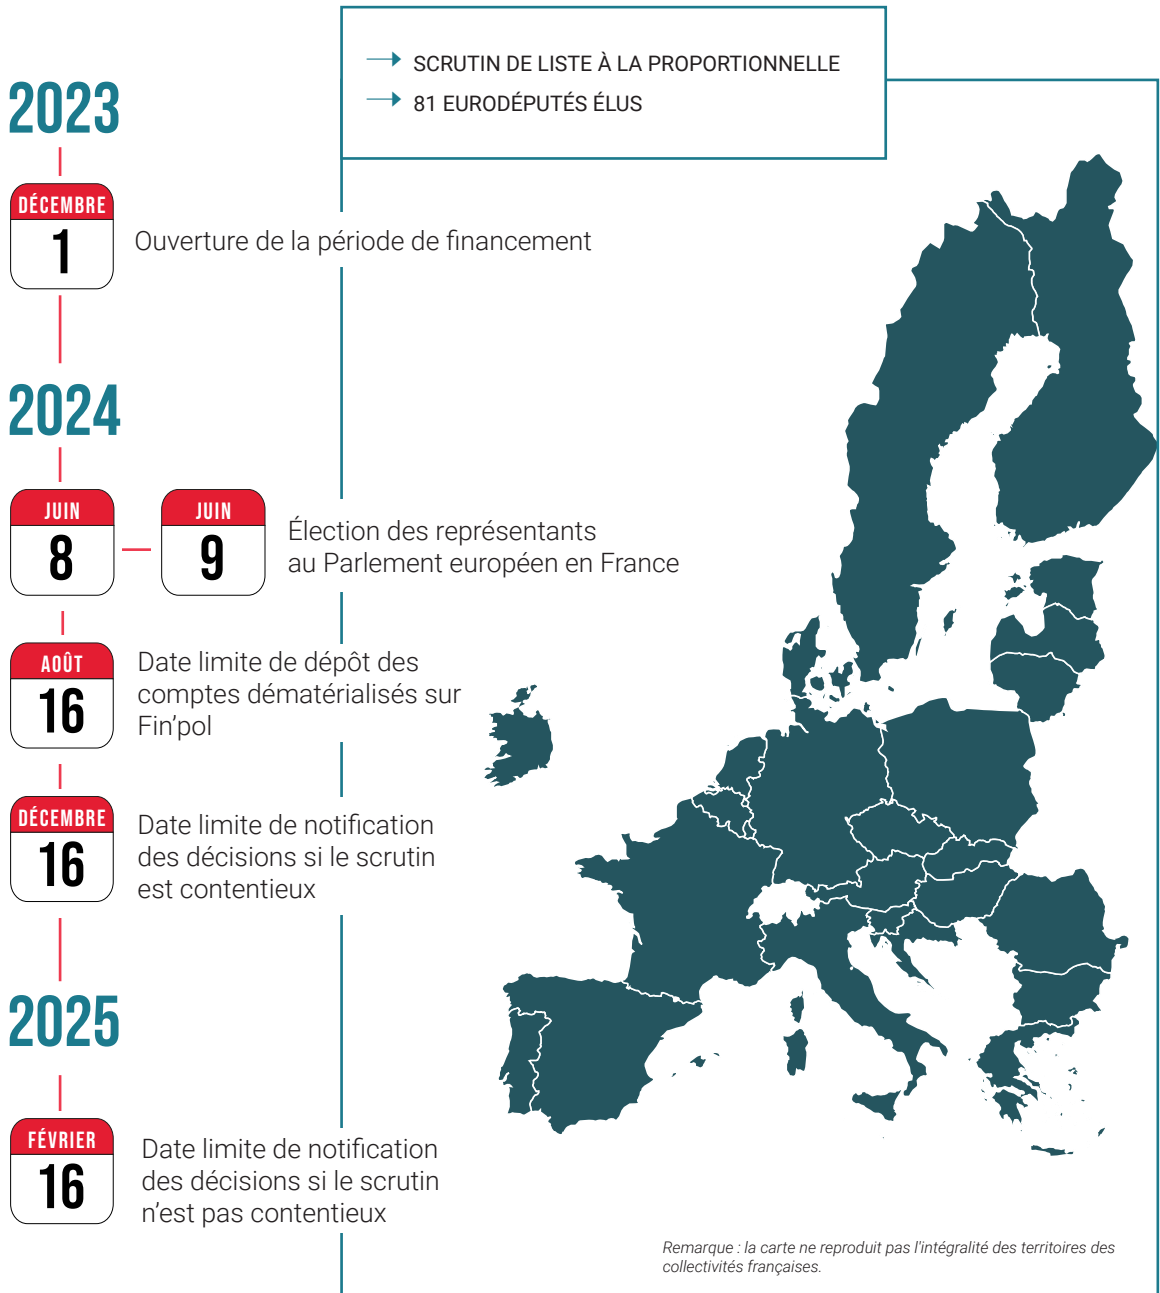 SCRUTIN DE LISTE À LA PROPORTIONNELLE
81 EURODÉPUTÉS ÉLUS
2023
DÉCEMBRE
1
Ouverture de la période de financement
2024
JUIN
8
JUIN
9
Élection des représentants
au Parlement européen en France
AOÛT
16
Date limite de dépôt des
comptes dématérialisés sur
Fin'pol
DÉCEMBRE
16
Date limite de notification
des décisions si le scrutin
est contentieux
2025
FÉVRIER
16
Date limite de notification
des décisions si le scrutin
n'est pas contentieux
Remarque : la carte ne reproduit pas l'intégralité des territoires des
collectivités françaises.